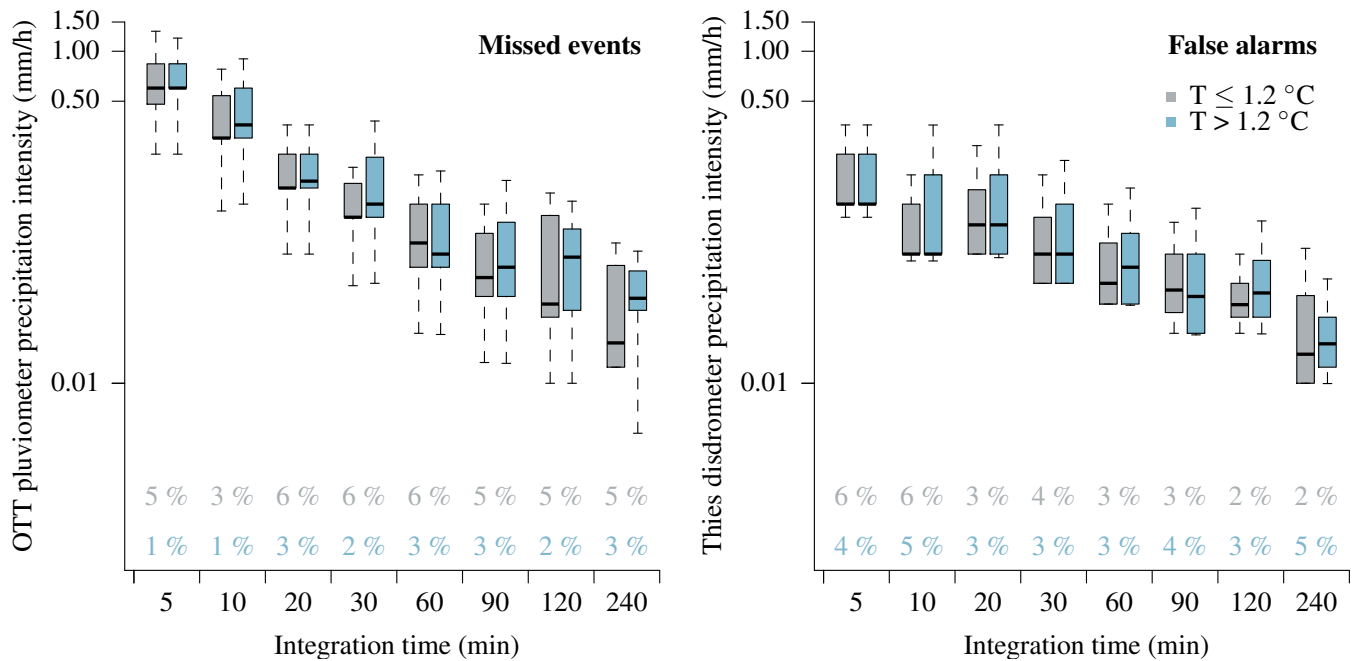 OTT pluviometer precipitaiton intensity (mm/h)
1.50
1.00
0.50
0.01
Missed events
5 % 3 % 6 % 6 % 6 % 5 % 5 % 5 %
1 % 1 % 3 % 2 % 3 % 3 % 2 % 3 %
5 10 20 30 60 90 120 240
Integration time (min)
Thies disdrometer precipitation intensity (mm/h)
1.50
1.00
0.50
0.01
False alarms
T ≤ 1.2 °C
T > 1.2 °C
6 % 6 % 3 % 4 % 3 % 3 % 2 % 2 %
4 % 5 % 3 % 3 % 3 % 4 % 3 % 5 %
5 10 20 30 60 90 120 240
Integration time (min)